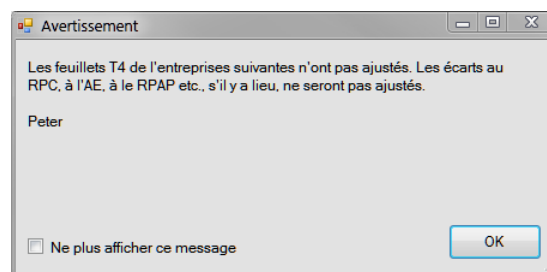 Avertissement
Les feuillets T4 de l'entreprises suivantes n'ont pas ajustés. Les écarts au
RPC, à l'AE, à le RPAP etc., s'il y a lieu, ne seront pas ajustés.
Peter
Ne plus afficher ce message
OK